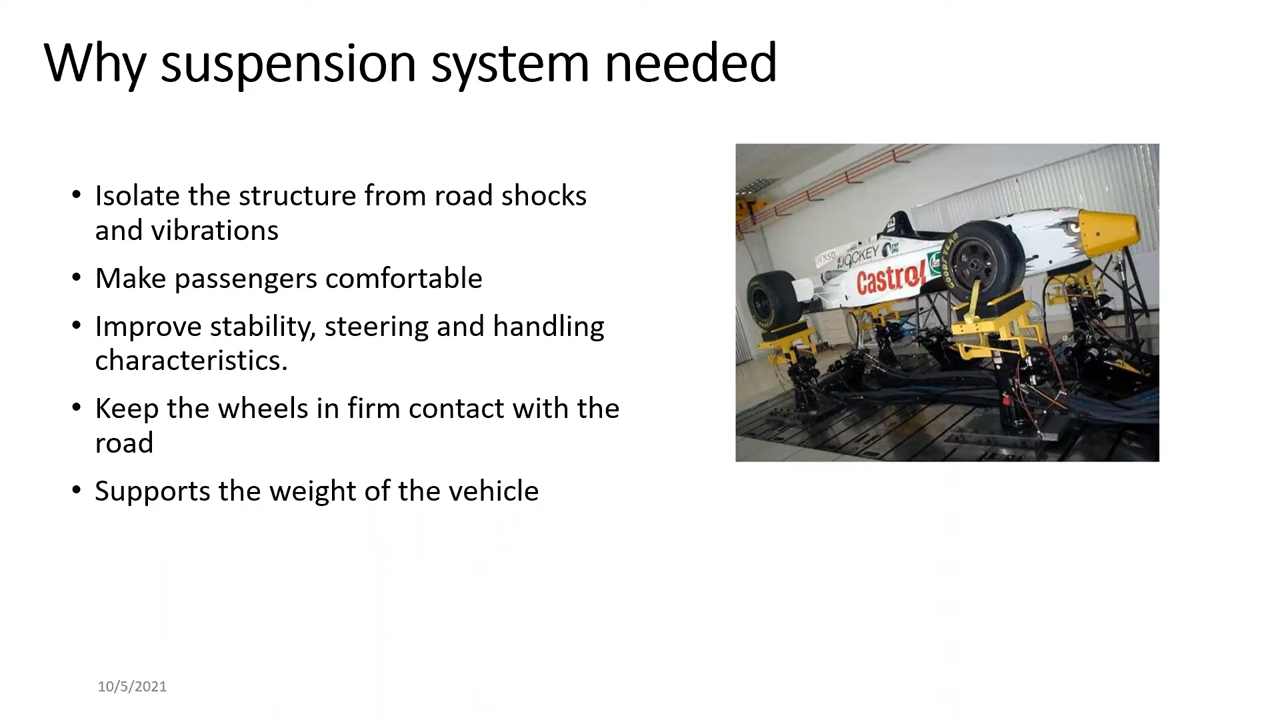 Why suspension system needed
• Isolate the structure from road shocks
and vibrations
• Make passengers comfortable
• Improve stability, steering and handling
characteristics.
• Keep the wheels in firm contact with the
road
• Supports the weight of the vehicle
DENSO
JOCKEY
Castrol
10/5/2021